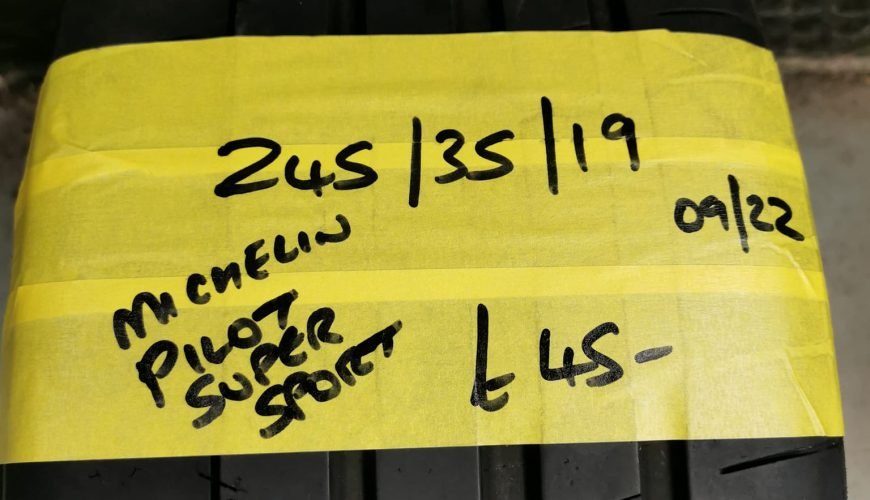 245/35/19
09/22
MICHELIN
PILOT
SUPER
SPORT
£45-